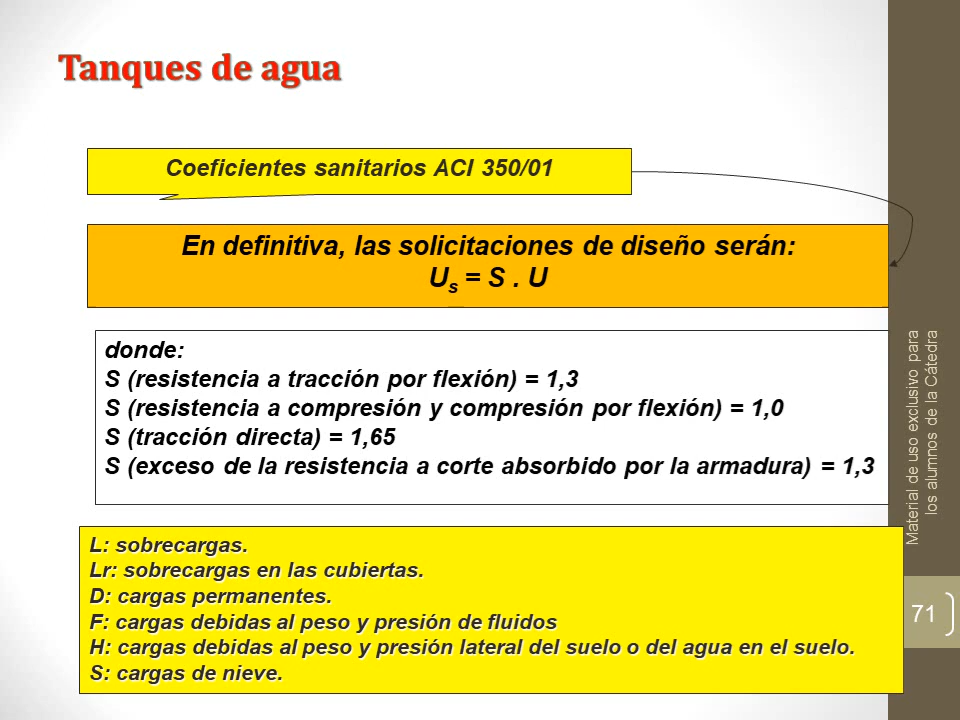 Tanques de agua
Coeficientes sanitarios ACI 350/01
En definitiva, las solicitaciones de diseño serán:
Us = S . U
donde:
S (resistencia a tracción por flexión) = 1,3
S (resistencia a compresión y compresión por flexión) = 1,0
S (tracción directa) = 1,65
S (exceso de la resistencia a corte absorbido por la armadura) = 1,3
L: sobrecargas.
Lr: sobrecargas en las cubiertas.
D: cargas permanentes.
F: cargas debidas al peso y presión de fluidos
H: cargas debidas al peso y presión lateral del suelo o del agua en el suelo.
S: cargas de nieve.
Material de uso exclusivo para
los alumnos de la Cátedra
71